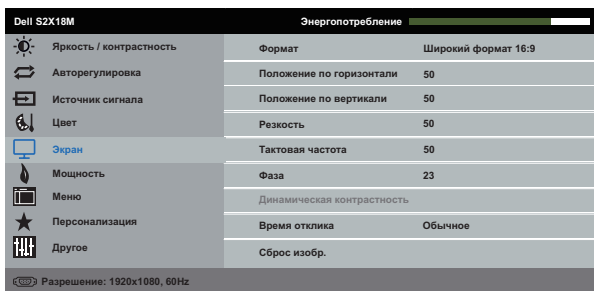 Dell S2X18M Энергопотребление
Яркость / контрастность Формат Широкий формат 16:9
Авторегулировка Положение по горизонтали 50
Источник сигнала Положение по вертикали 50
Цвет Резкость 50
Экран Тактовая частота 50
Мощность Фаза 23
Меню Динамическая контрастность
Персонализация Время отклика Обычное
Другое Сброс изобр.
Разрешение: 1920x1080, 60Hz